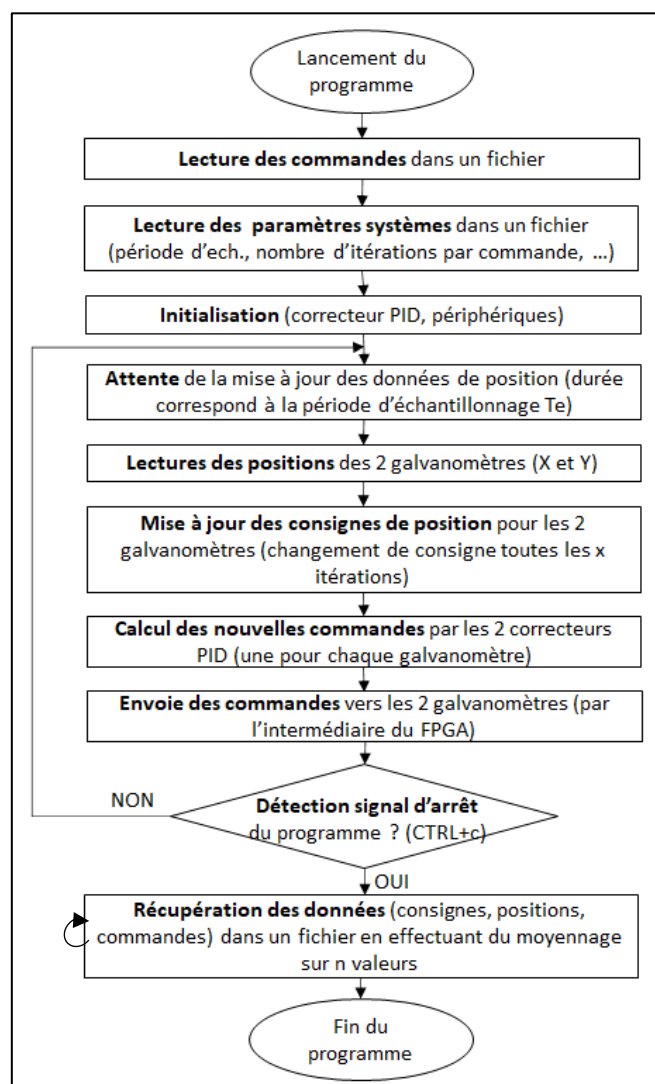 Lancement du
programme
Lecture des commandes dans un fichier
Lecture des paramètres systèmes dans un fichier
(période d'ech., nombre d'itérations par commande, ...)
Initialisation (correcteur PID, périphériques)
Attente de la mise à jour des données de position (durée
correspond à la période d'échantillonnage Te)
Lectures des positions des 2 galvanomètres (X et Y)
Mise à jour des consignes de position pour les 2
galvanomètres (changement de consigne toutes les x
itérations)
Calcul des nouvelles commandes par les 2 correcteurs
PID (une pour chaque galvanomètre)
Envoie des commandes vers les 2 galvanomètres (par
l'intermédiaire du FPGA)
NON
Détection signal d'arrêt
du programme ? (CTRL+c)
OUI
Récupération des données (consignes, positions,
commandes) dans un fichier en effectuant du moyennage
sur n valeurs
Fin du
programme